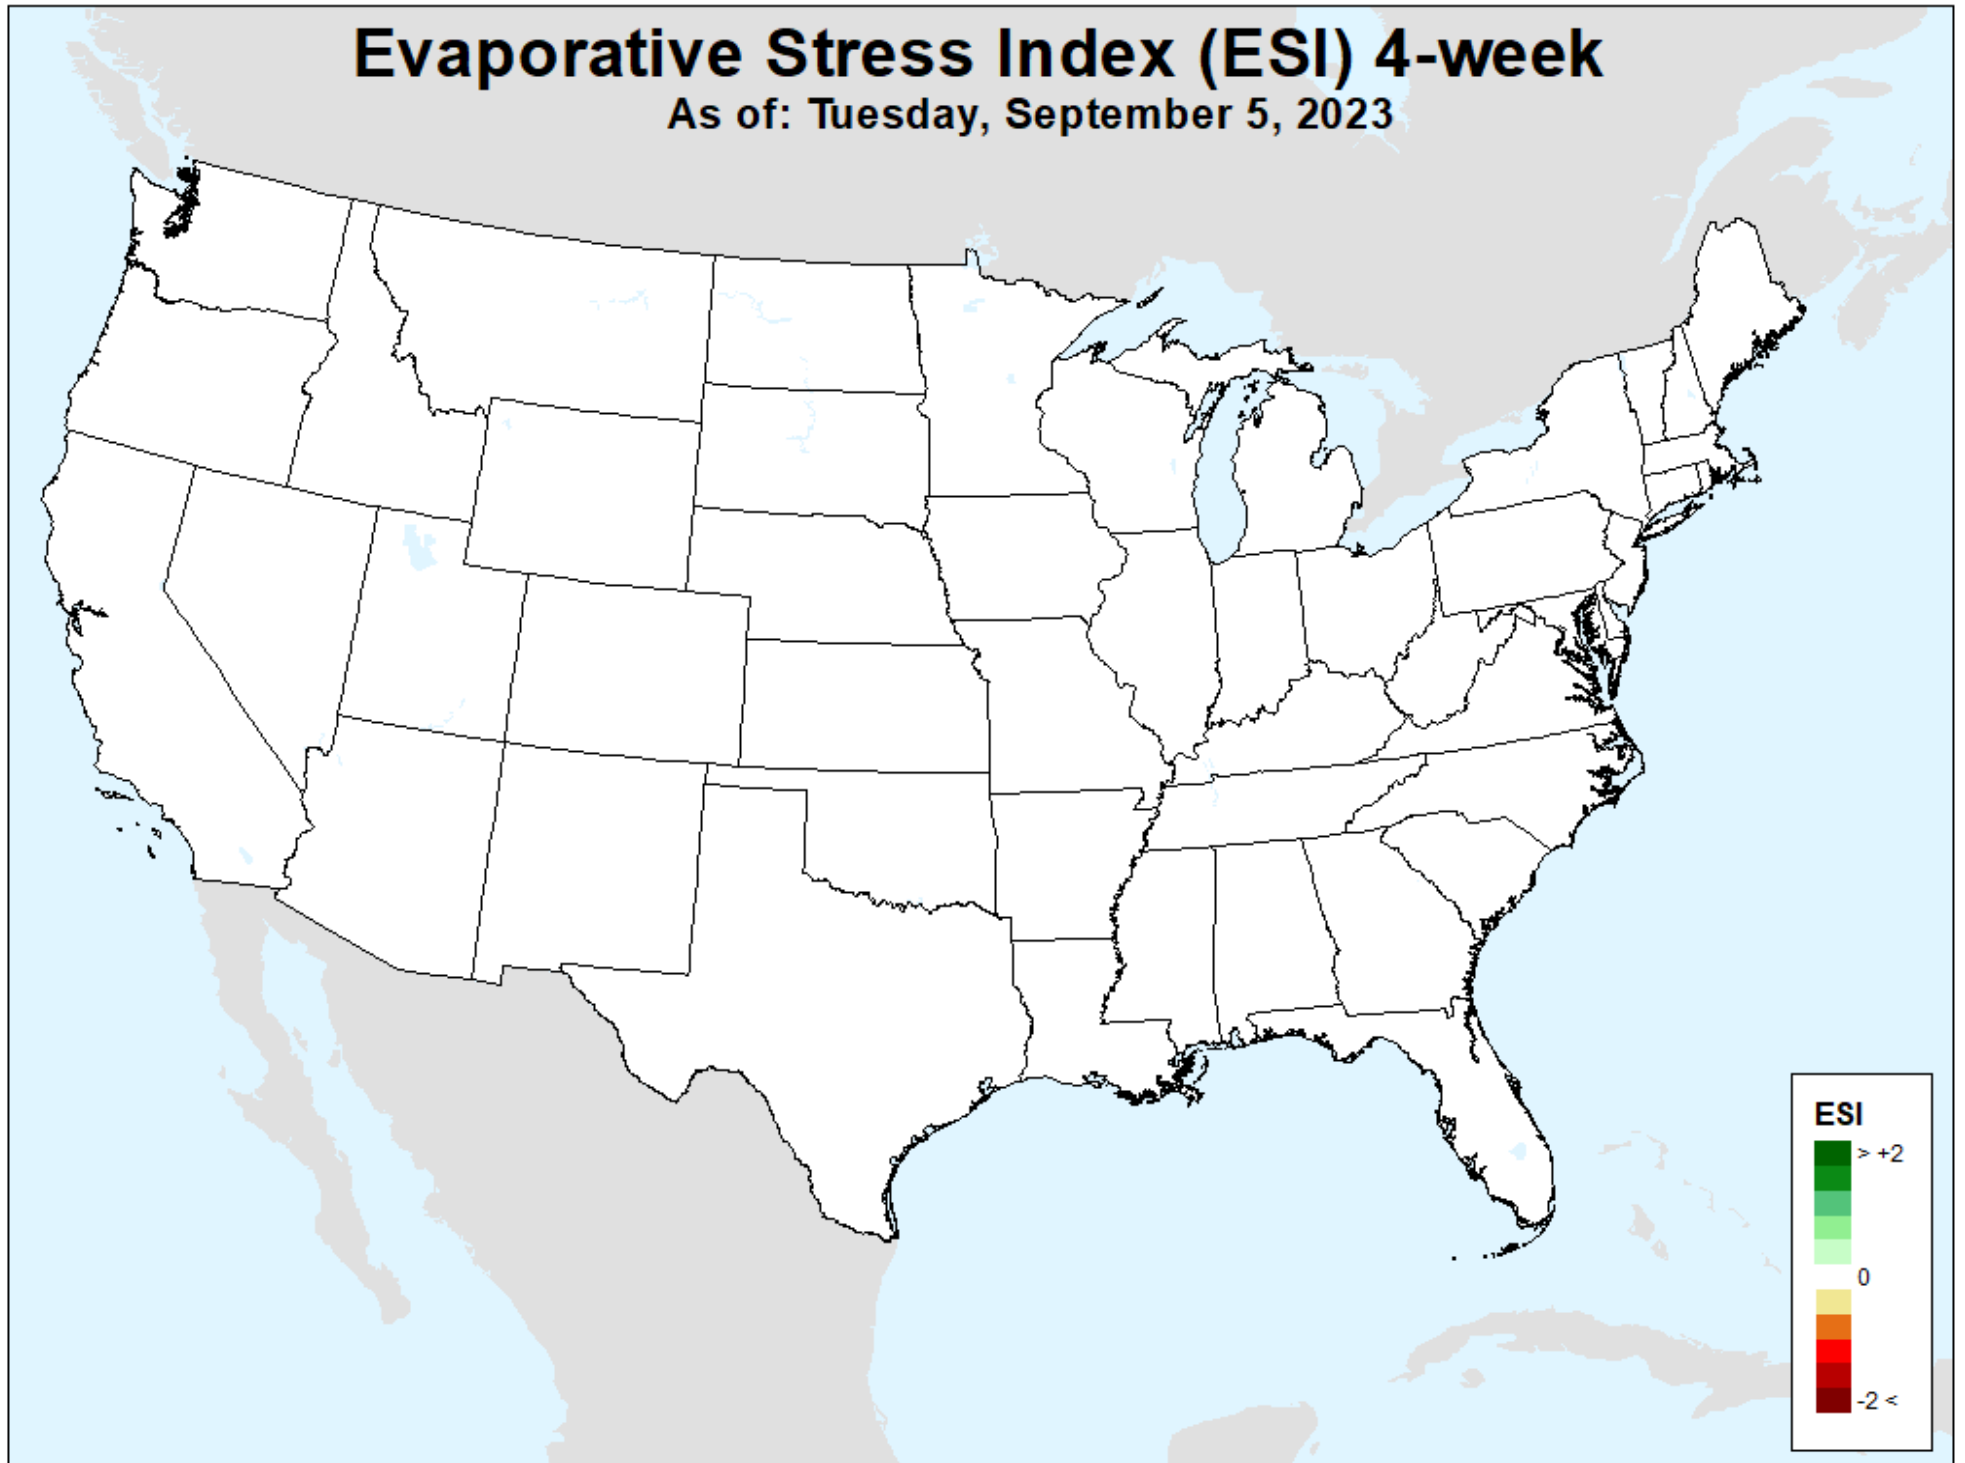 Evaporative Stress Index (ESI) 4-week
As of: Tuesday, September 5, 2023
ESI
> +2
0
-2 <